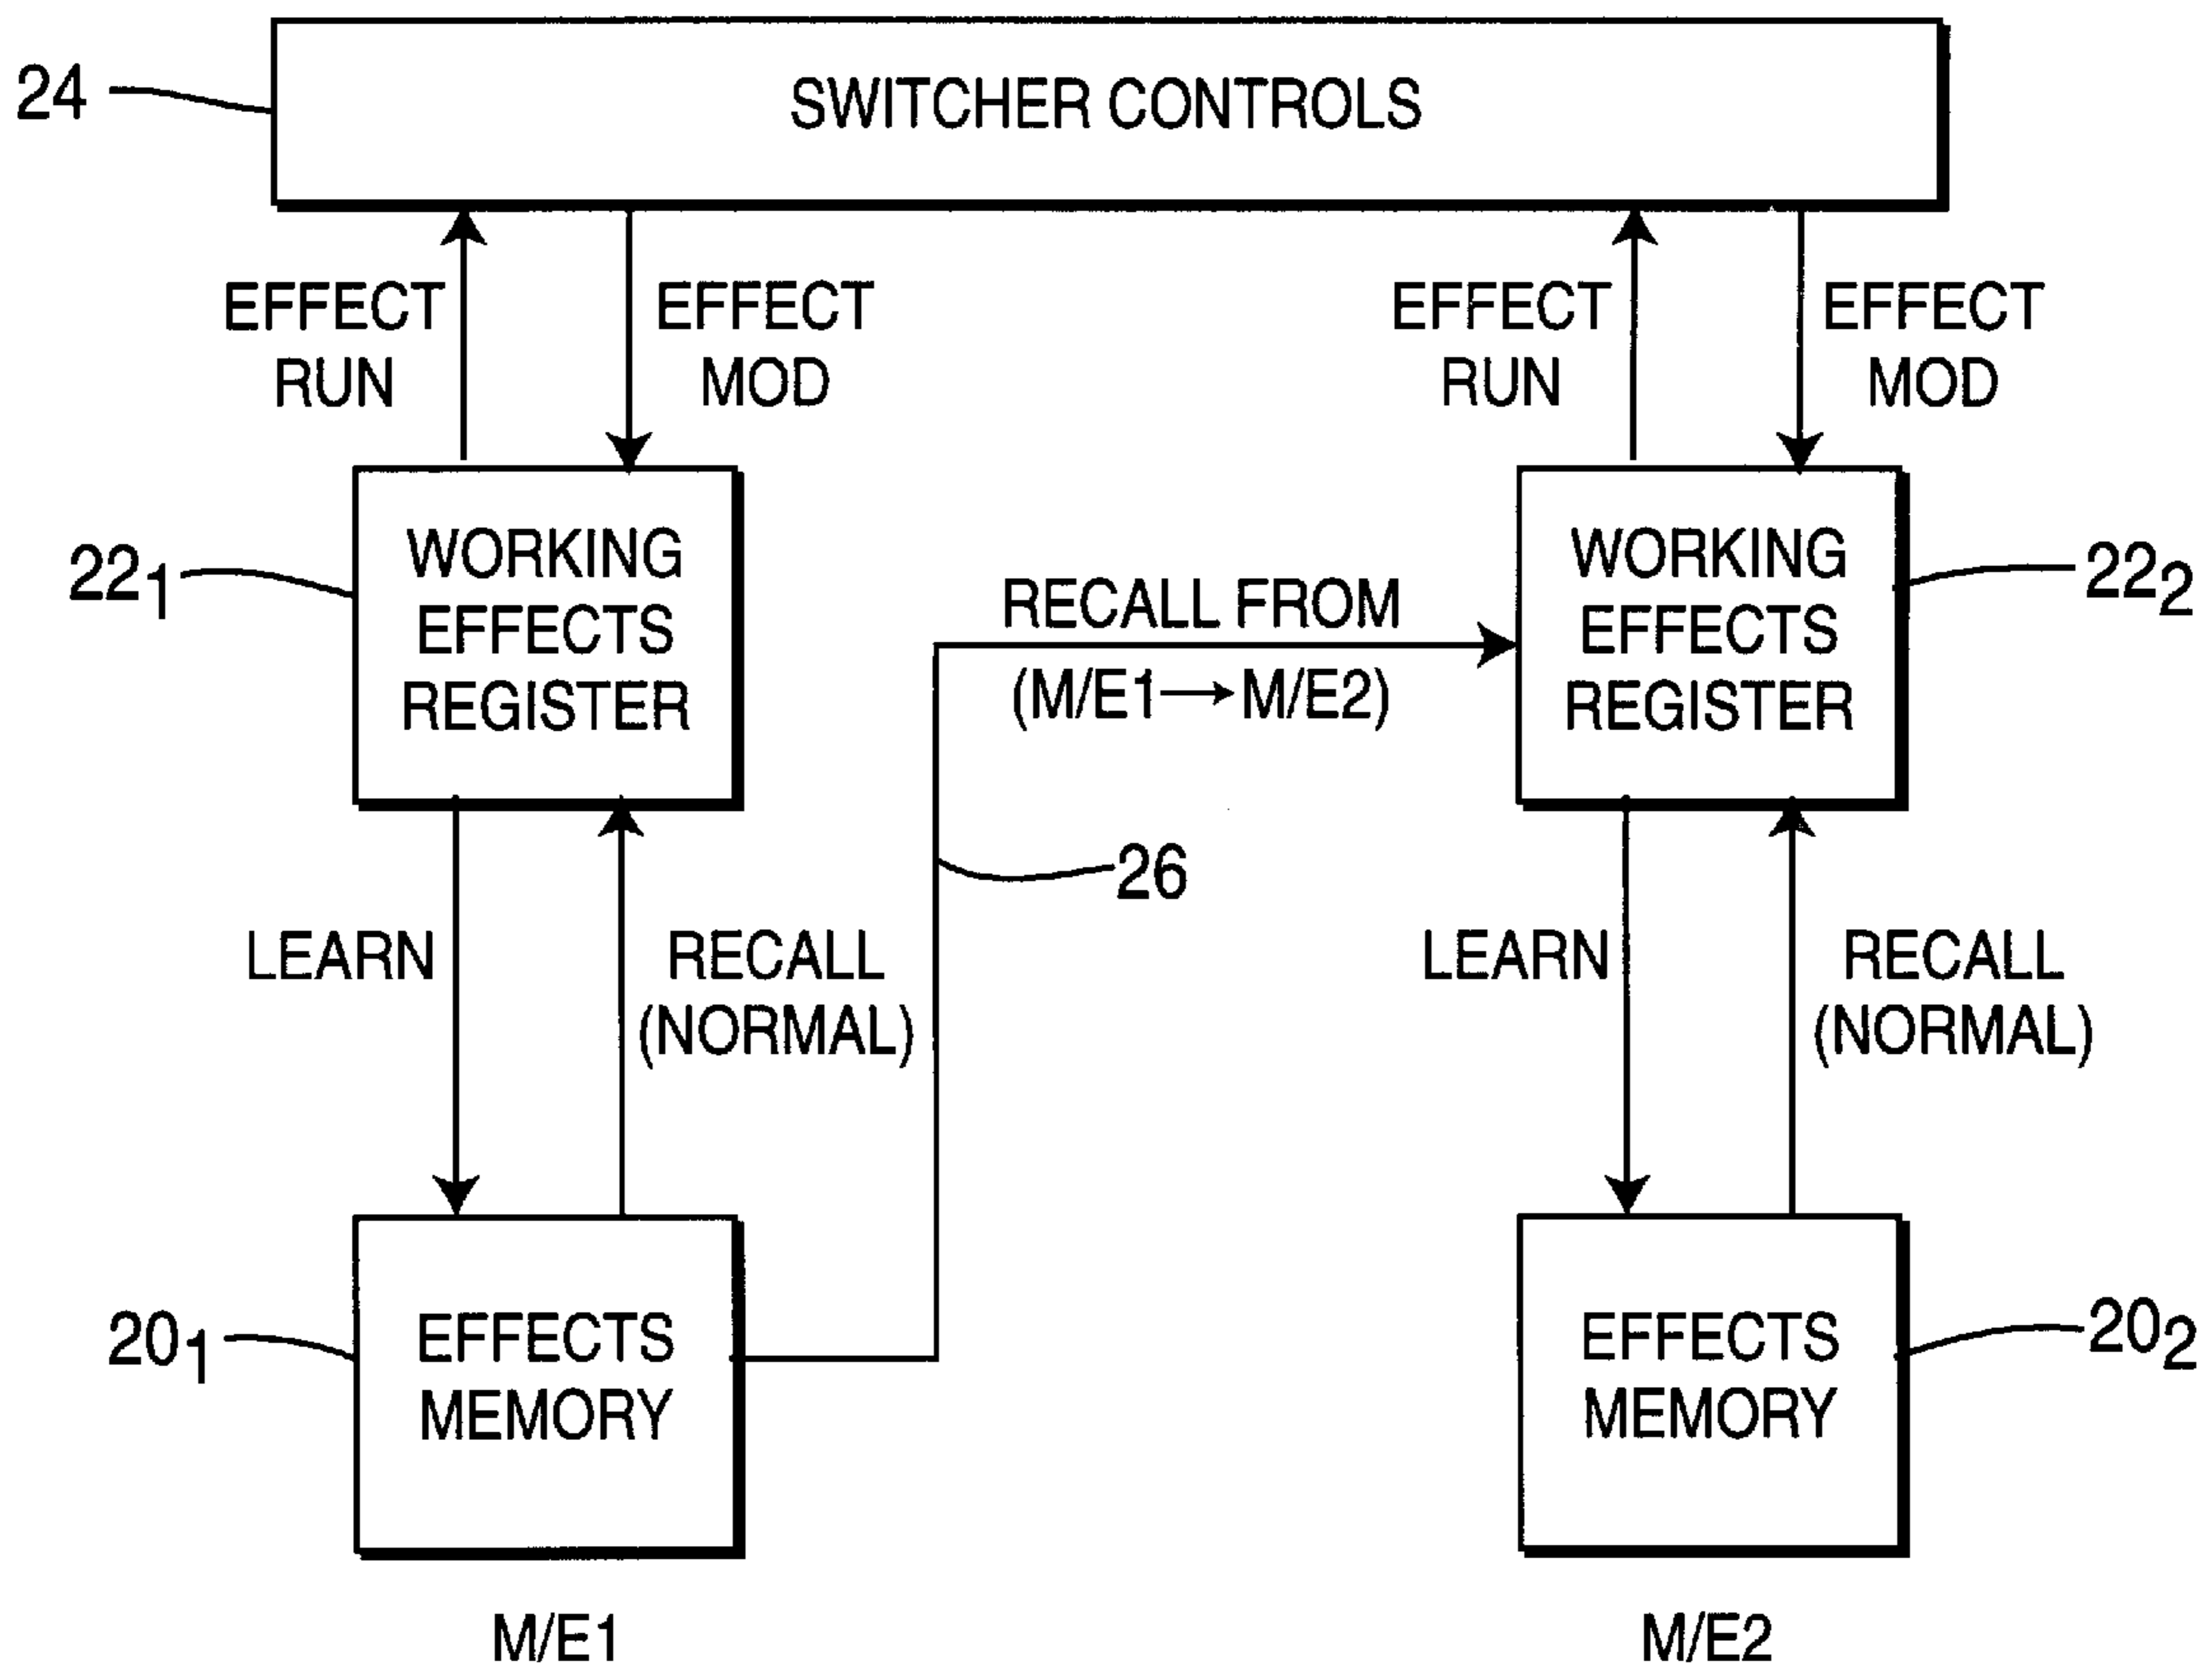 24
SWITCHER CONTROLS
EFFECT
RUN
EFFECT
MOD
EFFECT
RUN
EFFECT
MOD
22₁
WORKING
EFFECTS
REGISTER
RECALL FROM
(M/E1→M/E2)
WORKING
EFFECTS
REGISTER
22₂
26
LEARN
RECALL
(NORMAL)
LEARN
RECALL
(NORMAL)
20₁
EFFECTS
MEMORY
EFFECTS
MEMORY
20₂
M/E1
M/E2